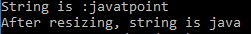 String is :javatpoint
After resizing, string is java